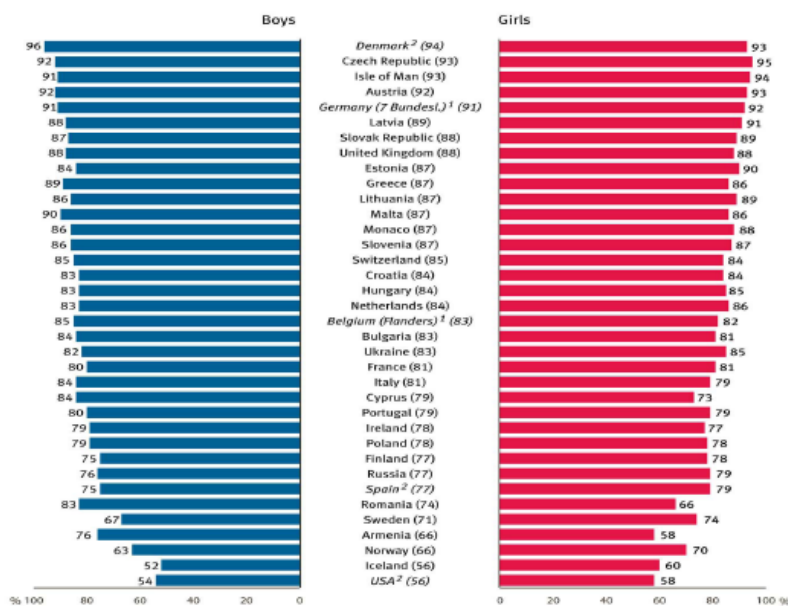 Boys Girls
96 Denmark² (94) 93
92 Czech Republic (93) 95
91 Isle of Man (93) 94
92 Austria (92) 93
91 Germany (7 Bundesl.)¹ (91) 92
88 Latvia (89) 91
87 Slovak Republic (88) 89
88 United Kingdom (88) 88
84 Estonia (87) 90
89 Greece (87) 86
86 Lithuania (87) 89
90 Malta (87) 86
86 Monaco (87) 88
86 Slovenia (87) 87
85 Switzerland (85) 84
83 Croatia (84) 84
83 Hungary (84) 85
83 Netherlands (84) 86
85 Belgium (Flanders)¹ (83) 82
84 Bulgaria (83) 81
82 Ukraine (83) 85
80 France (81) 81
84 Italy (81) 79
84 Cyprus (79) 73
80 Portugal (79) 79
79 Ireland (78) 77
79 Poland (78) 78
75 Finland (77) 78
76 Russia (77) 79
75 Spain² (77) 79
83 Romania (74) 66
67 Sweden (71) 74
76 Armenia (66) 58
63 Norway (66) 70
52 Iceland (56) 60
54 USA² (56) 58
% 100 80 60 40 20 0 0 20 40 60 80 100 %